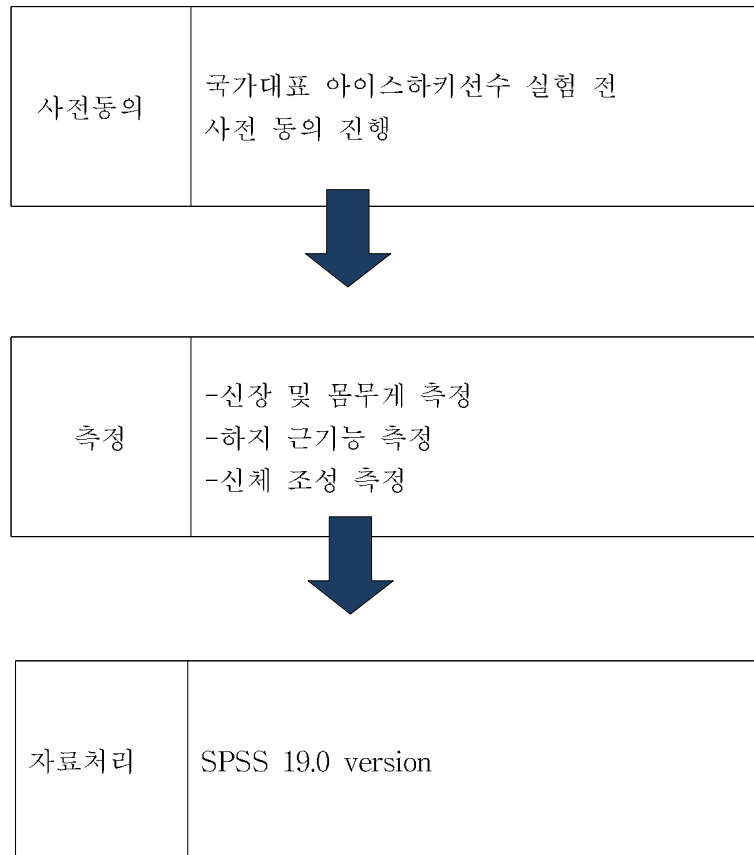 사전동의
국가대표 아이스하키선수 실험 전
사전 동의 진행
측정
-신장 및 몸무게 측정
-하지 근기능 측정
-신체 조성 측정
자료처리
SPSS 19.0 version